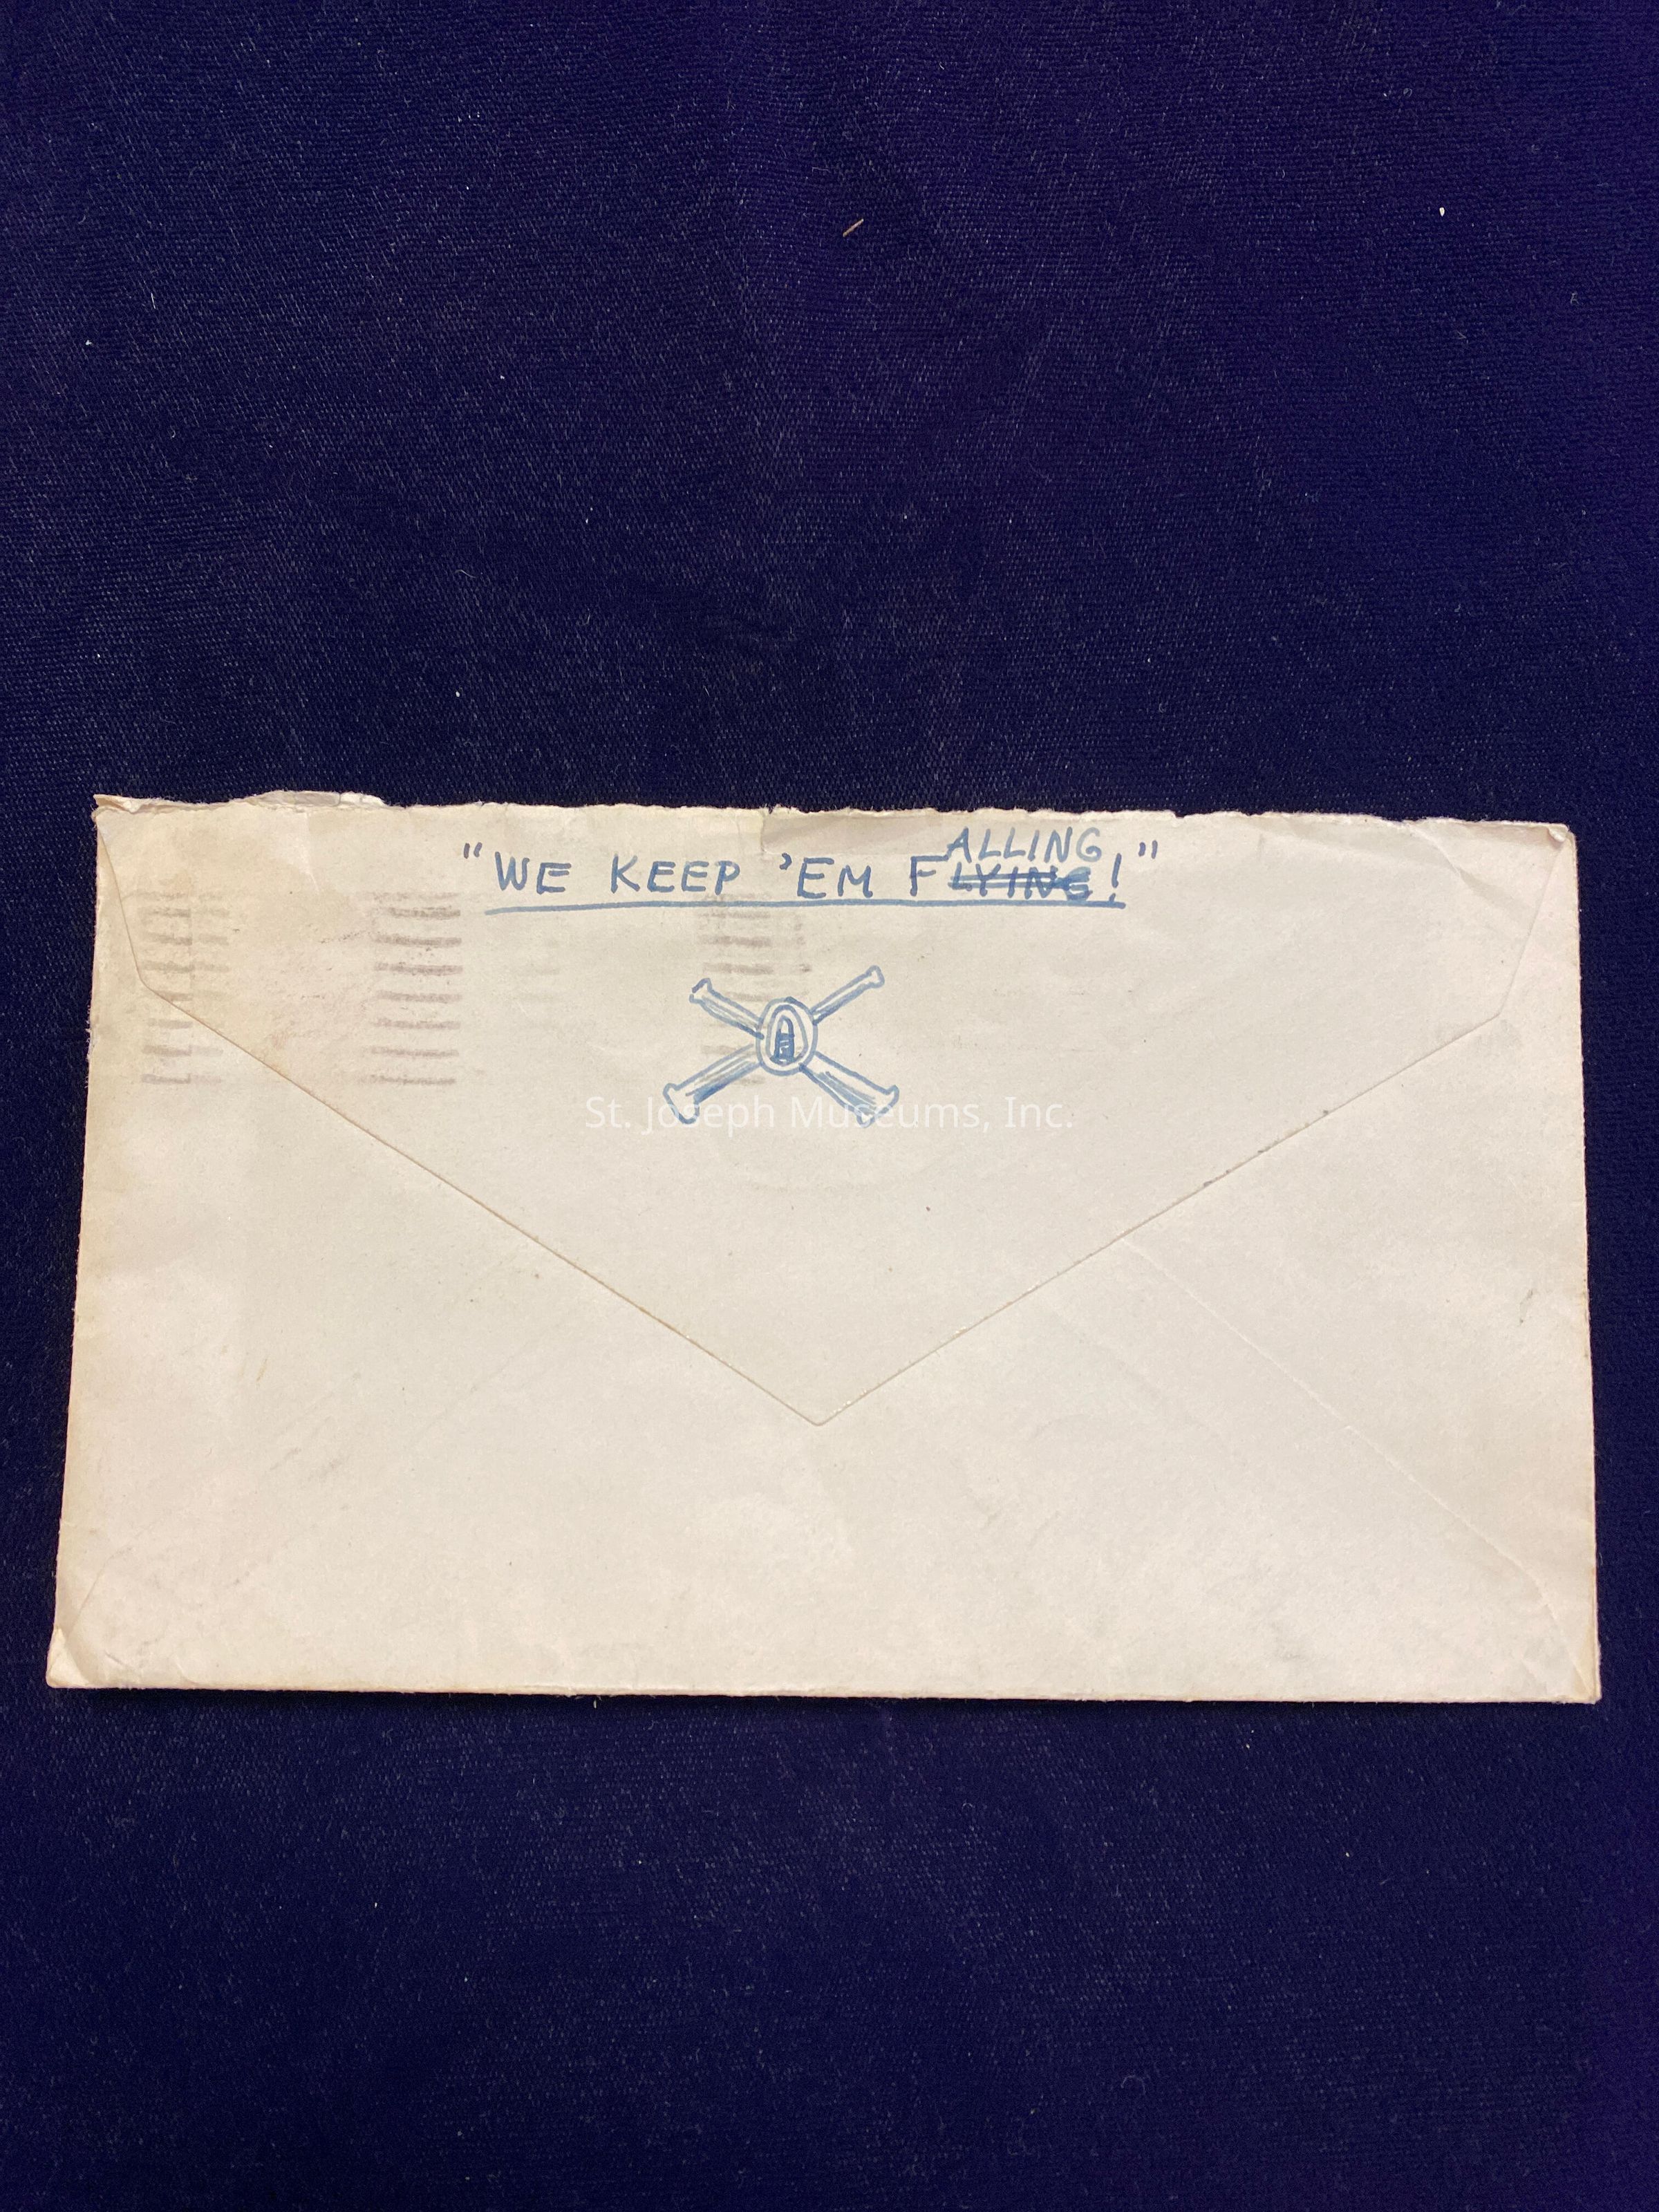 ALLING
"WE KEEP 'EM FLYING!"
St. Joseph Museums, Inc.